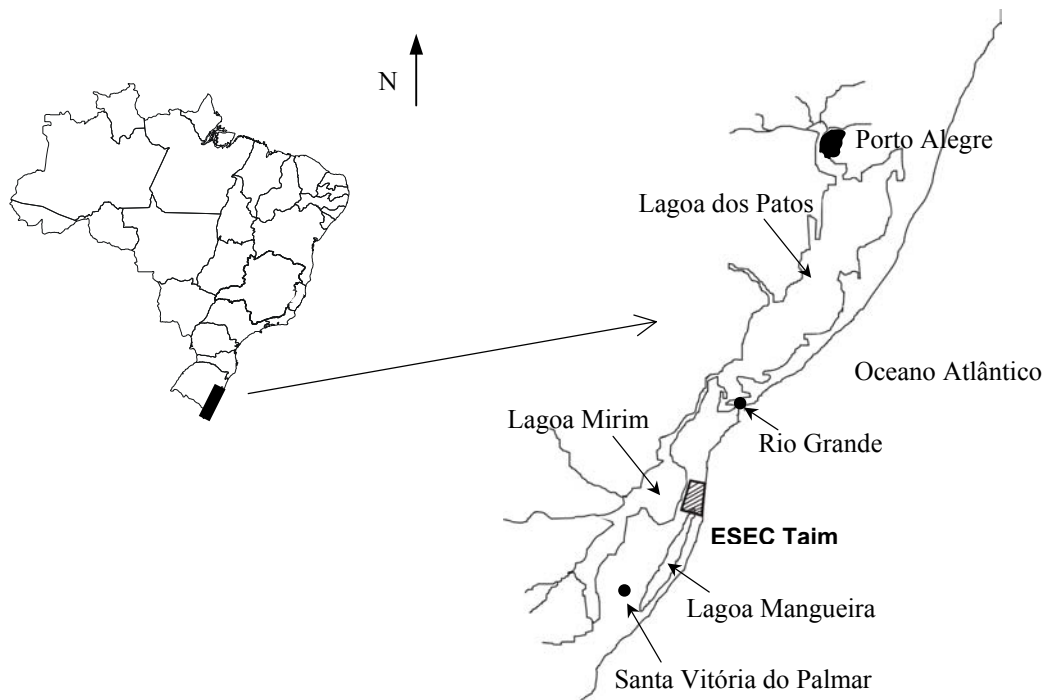 N
Porto Alegre
Lagoa dos Patos
Oceano Atlântico
Lagoa Mirim
Rio Grande
ESEC Taim
Lagoa Mangueira
Santa Vitória do Palmar